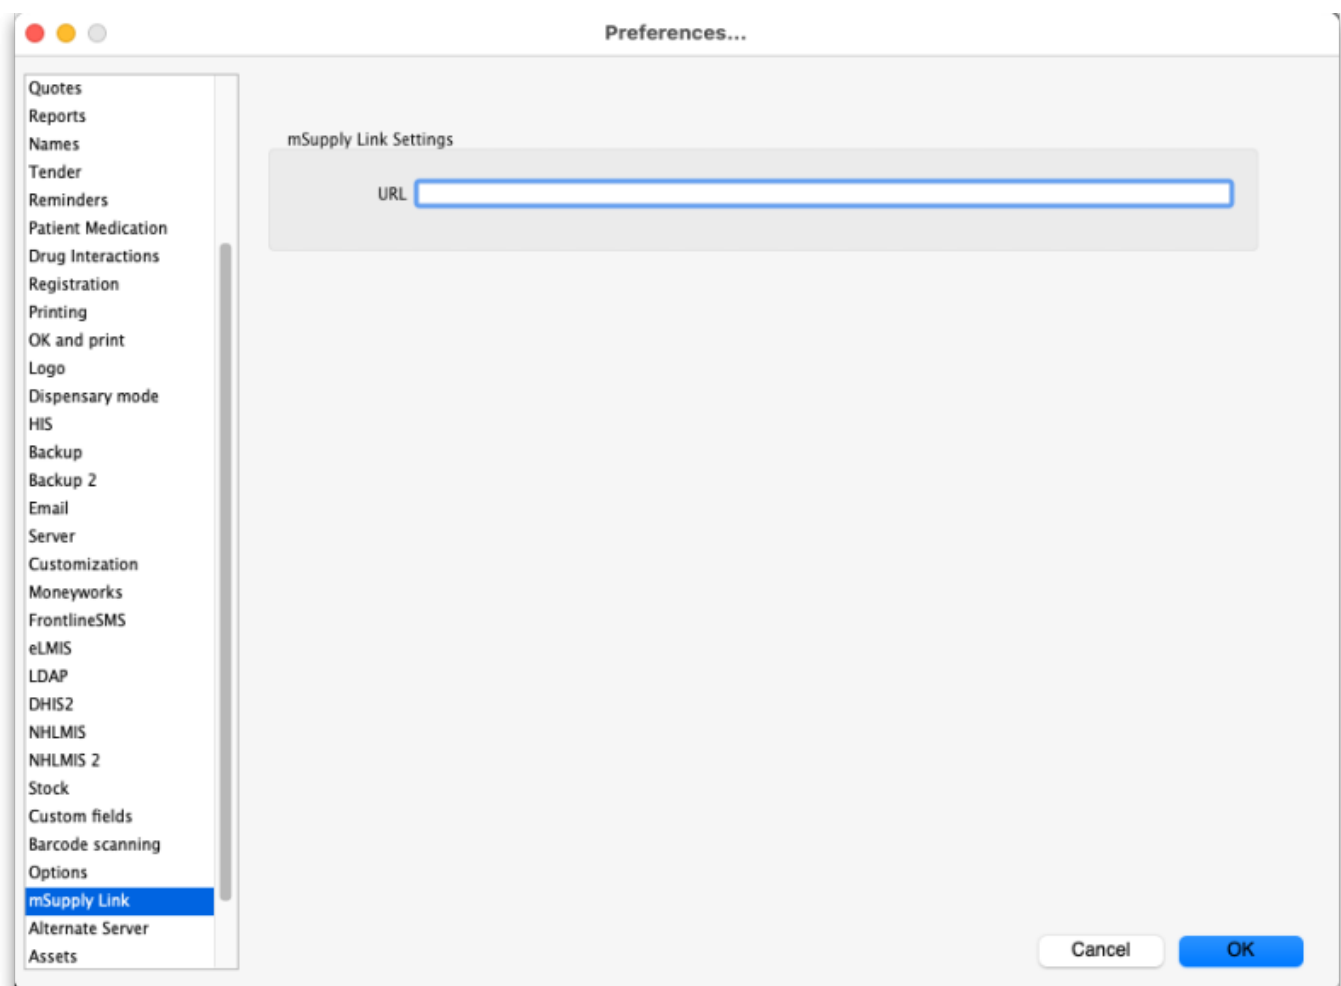 Preferences...
Quotes
Reports
Names
Tender
Reminders
Patient Medication
Drug Interactions
Registration
Printing
OK and print
Logo
Dispensary mode
HIS
Backup
Backup 2
Email
Server
Customization
Moneyworks
FrontlineSMS
eLMIS
LDAP
DHIS2
NHLMIS
NHLMIS 2
Stock
Custom fields
Barcode scanning
Options
mSupply Link
Alternate Server
Assets
mSupply Link Settings
URL
Cancel
OK